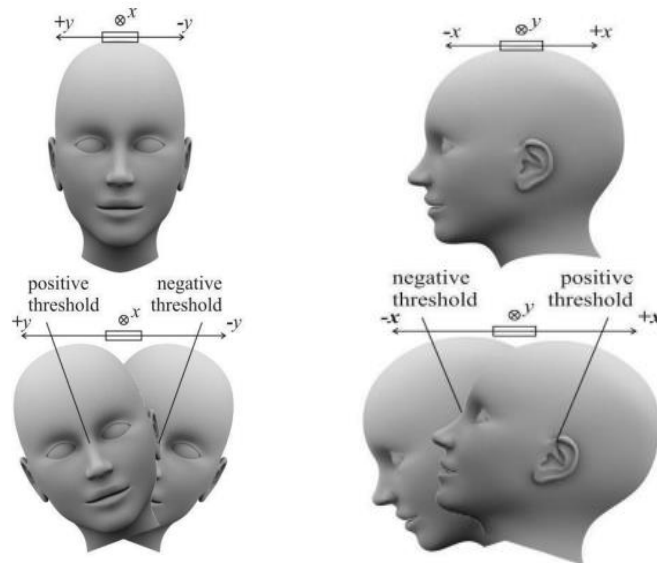 +y ⊗x -y
⊗y
-x +x
positive negative
threshold threshold
+y ⊗x -y
negative positive
threshold threshold
-x ⊗y +x